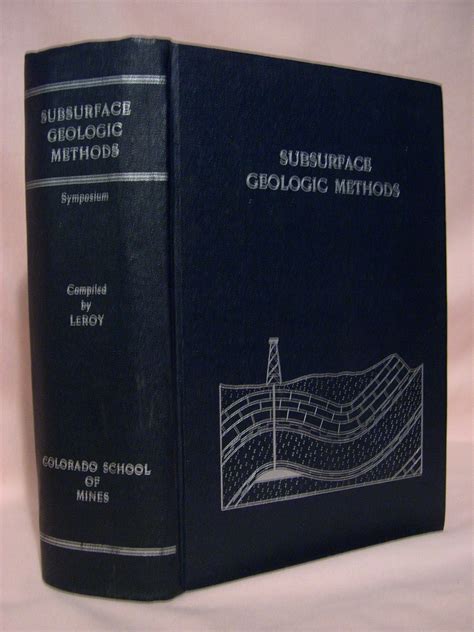 SUBSURFACE
GEOLOGIC
METHODS
Symposium
Compiled
by
LeROY
COLORADO SCHOOL
OF
MINES
SUBSURFACE
GEOLOGIC METHODS